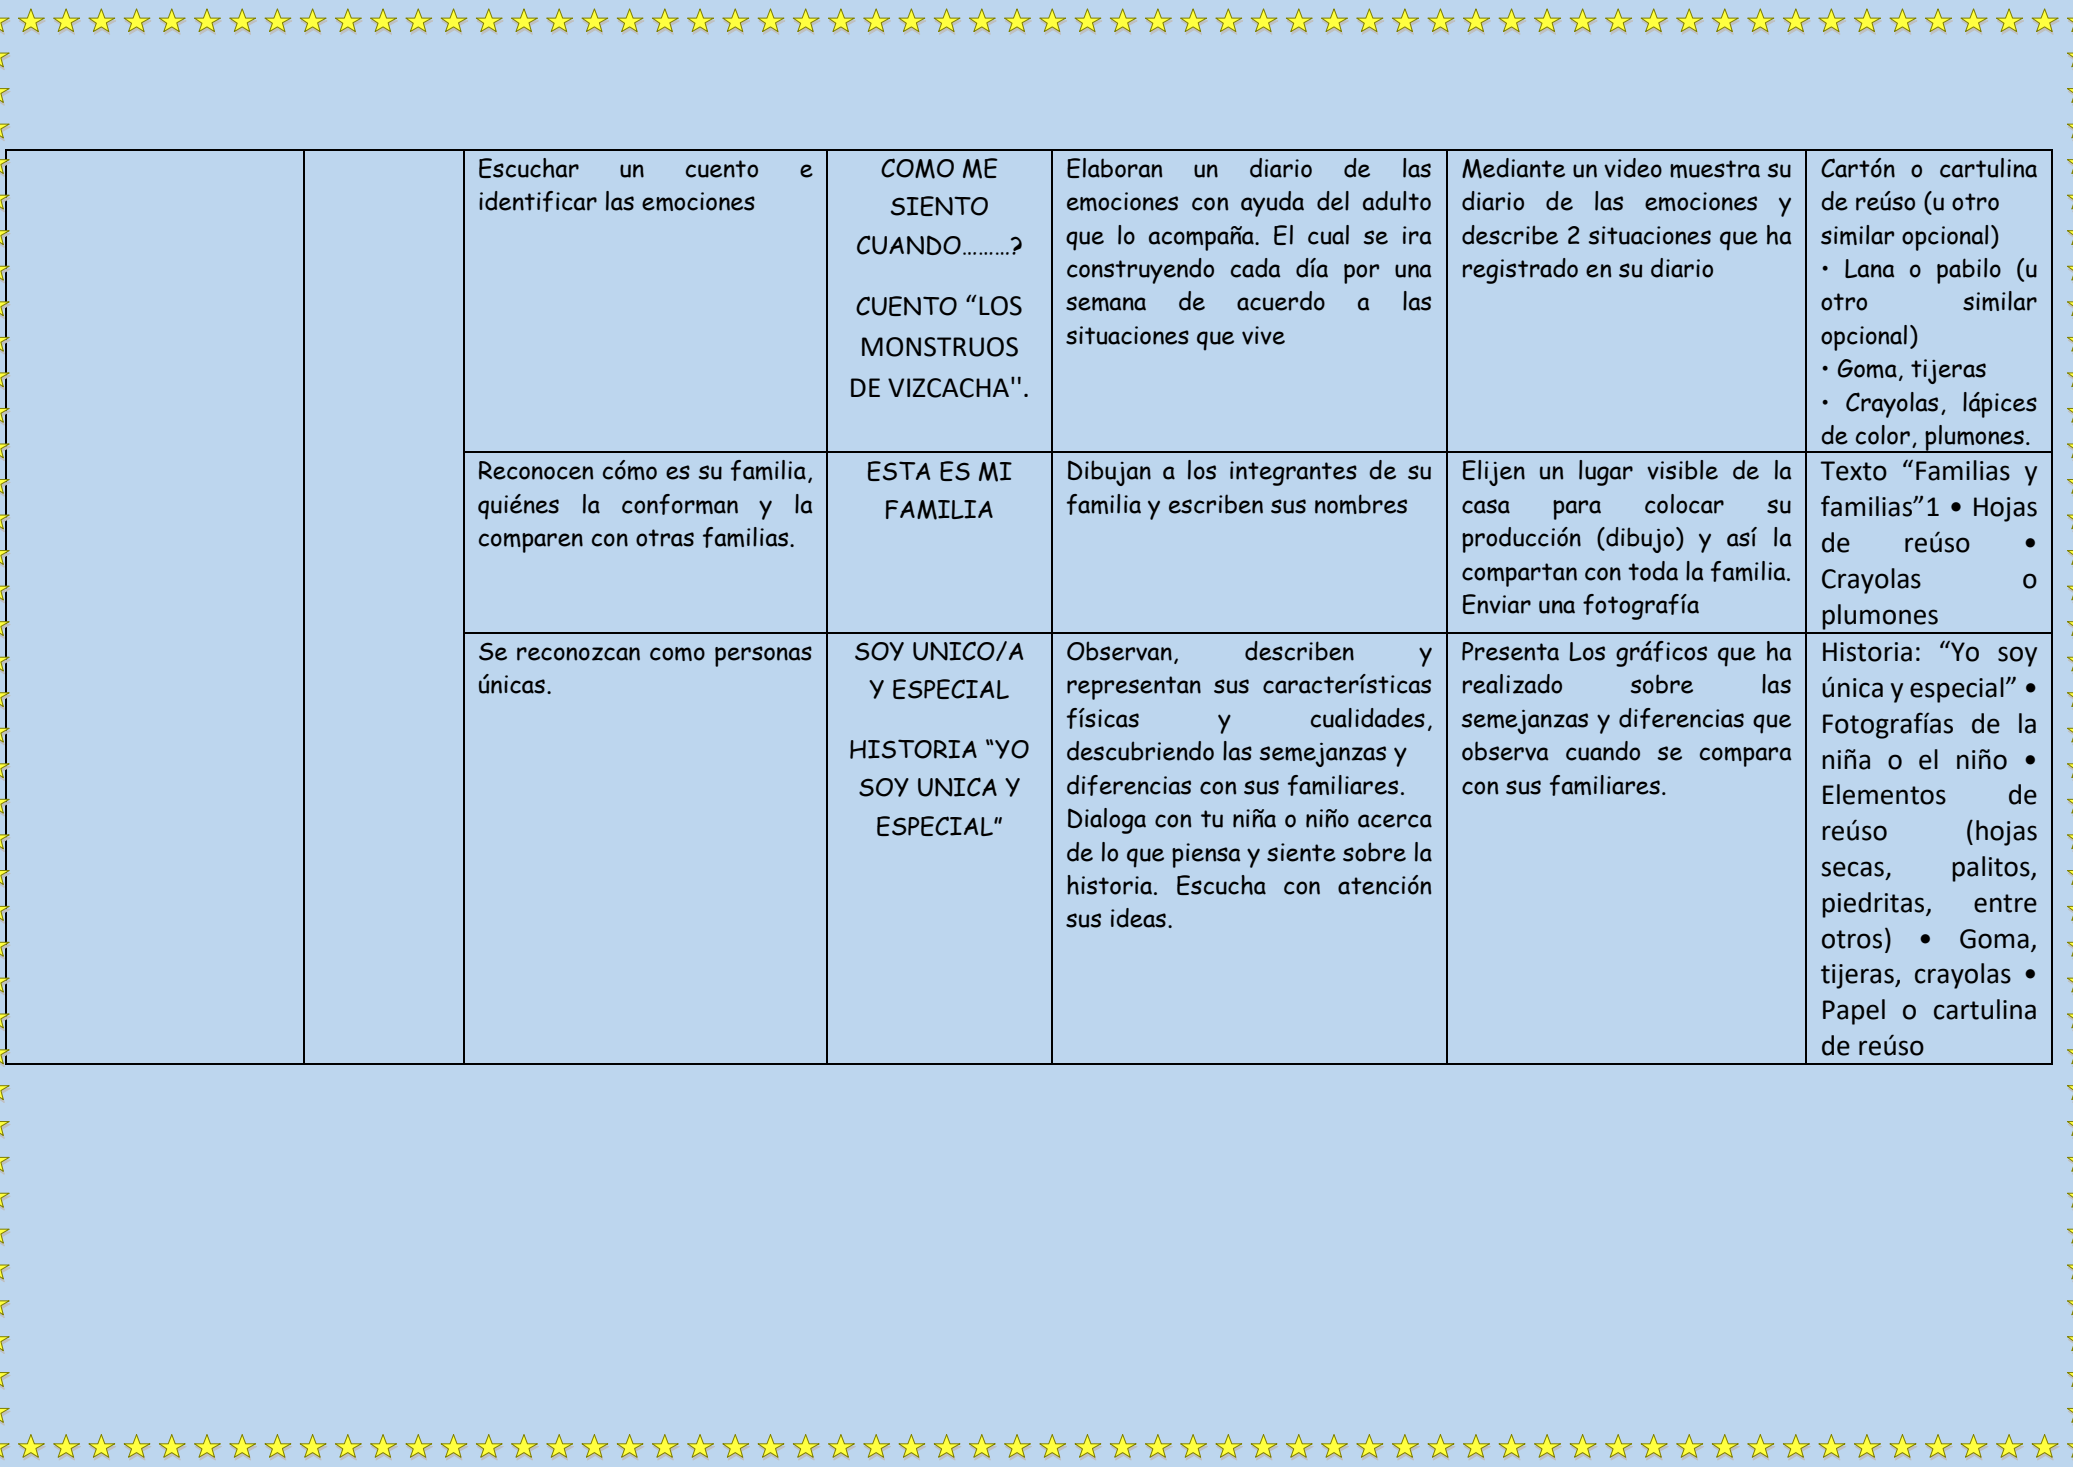 Escuchar un cuento e
identificar las emociones
COMO ME
SIENTO
CUANDO………?
CUENTO “LOS
MONSTRUOS
DE VIZCACHA''.
Elaboran un diario de las
emociones con ayuda del adulto
que lo acompaña. El cual se ira
construyendo cada día por una
semana de acuerdo a las
situaciones que vive
Mediante un video muestra su
diario de las emociones y
describe 2 situaciones que ha
registrado en su diario
Cartón o cartulina
de reúso (u otro
similar opcional)
• Lana o pabilo (u
otro similar
opcional)
• Goma, tijeras
• Crayolas, lápices
de color, plumones.
Reconocen cómo es su familia,
quiénes la conforman y la
comparen con otras familias.
ESTA ES MI
FAMILIA
Dibujan a los integrantes de su
familia y escriben sus nombres
Elijen un lugar visible de la
casa para colocar su
producción (dibujo) y así la
compartan con toda la familia.
Enviar una fotografía
Texto “Familias y
familias”1 • Hojas
de reúso •
Crayolas o
plumones
Se reconozcan como personas
únicas.
SOY UNICO/A
Y ESPECIAL
HISTORIA “YO
SOY UNICA Y
ESPECIAL”
Observan, describen y
representan sus características
físicas y cualidades,
descubriendo las semejanzas y
diferencias con sus familiares.
Dialoga con tu niña o niño acerca
de lo que piensa y siente sobre la
historia. Escucha con atención
sus ideas.
Presenta Los gráficos que ha
realizado sobre las
semejanzas y diferencias que
observa cuando se compara
con sus familiares.
Historia: “Yo soy
única y especial” •
Fotografías de la
niña o el niño •
Elementos de
reúso (hojas
secas, palitos,
piedritas, entre
otros) • Goma,
tijeras, crayolas •
Papel o cartulina
de reúso